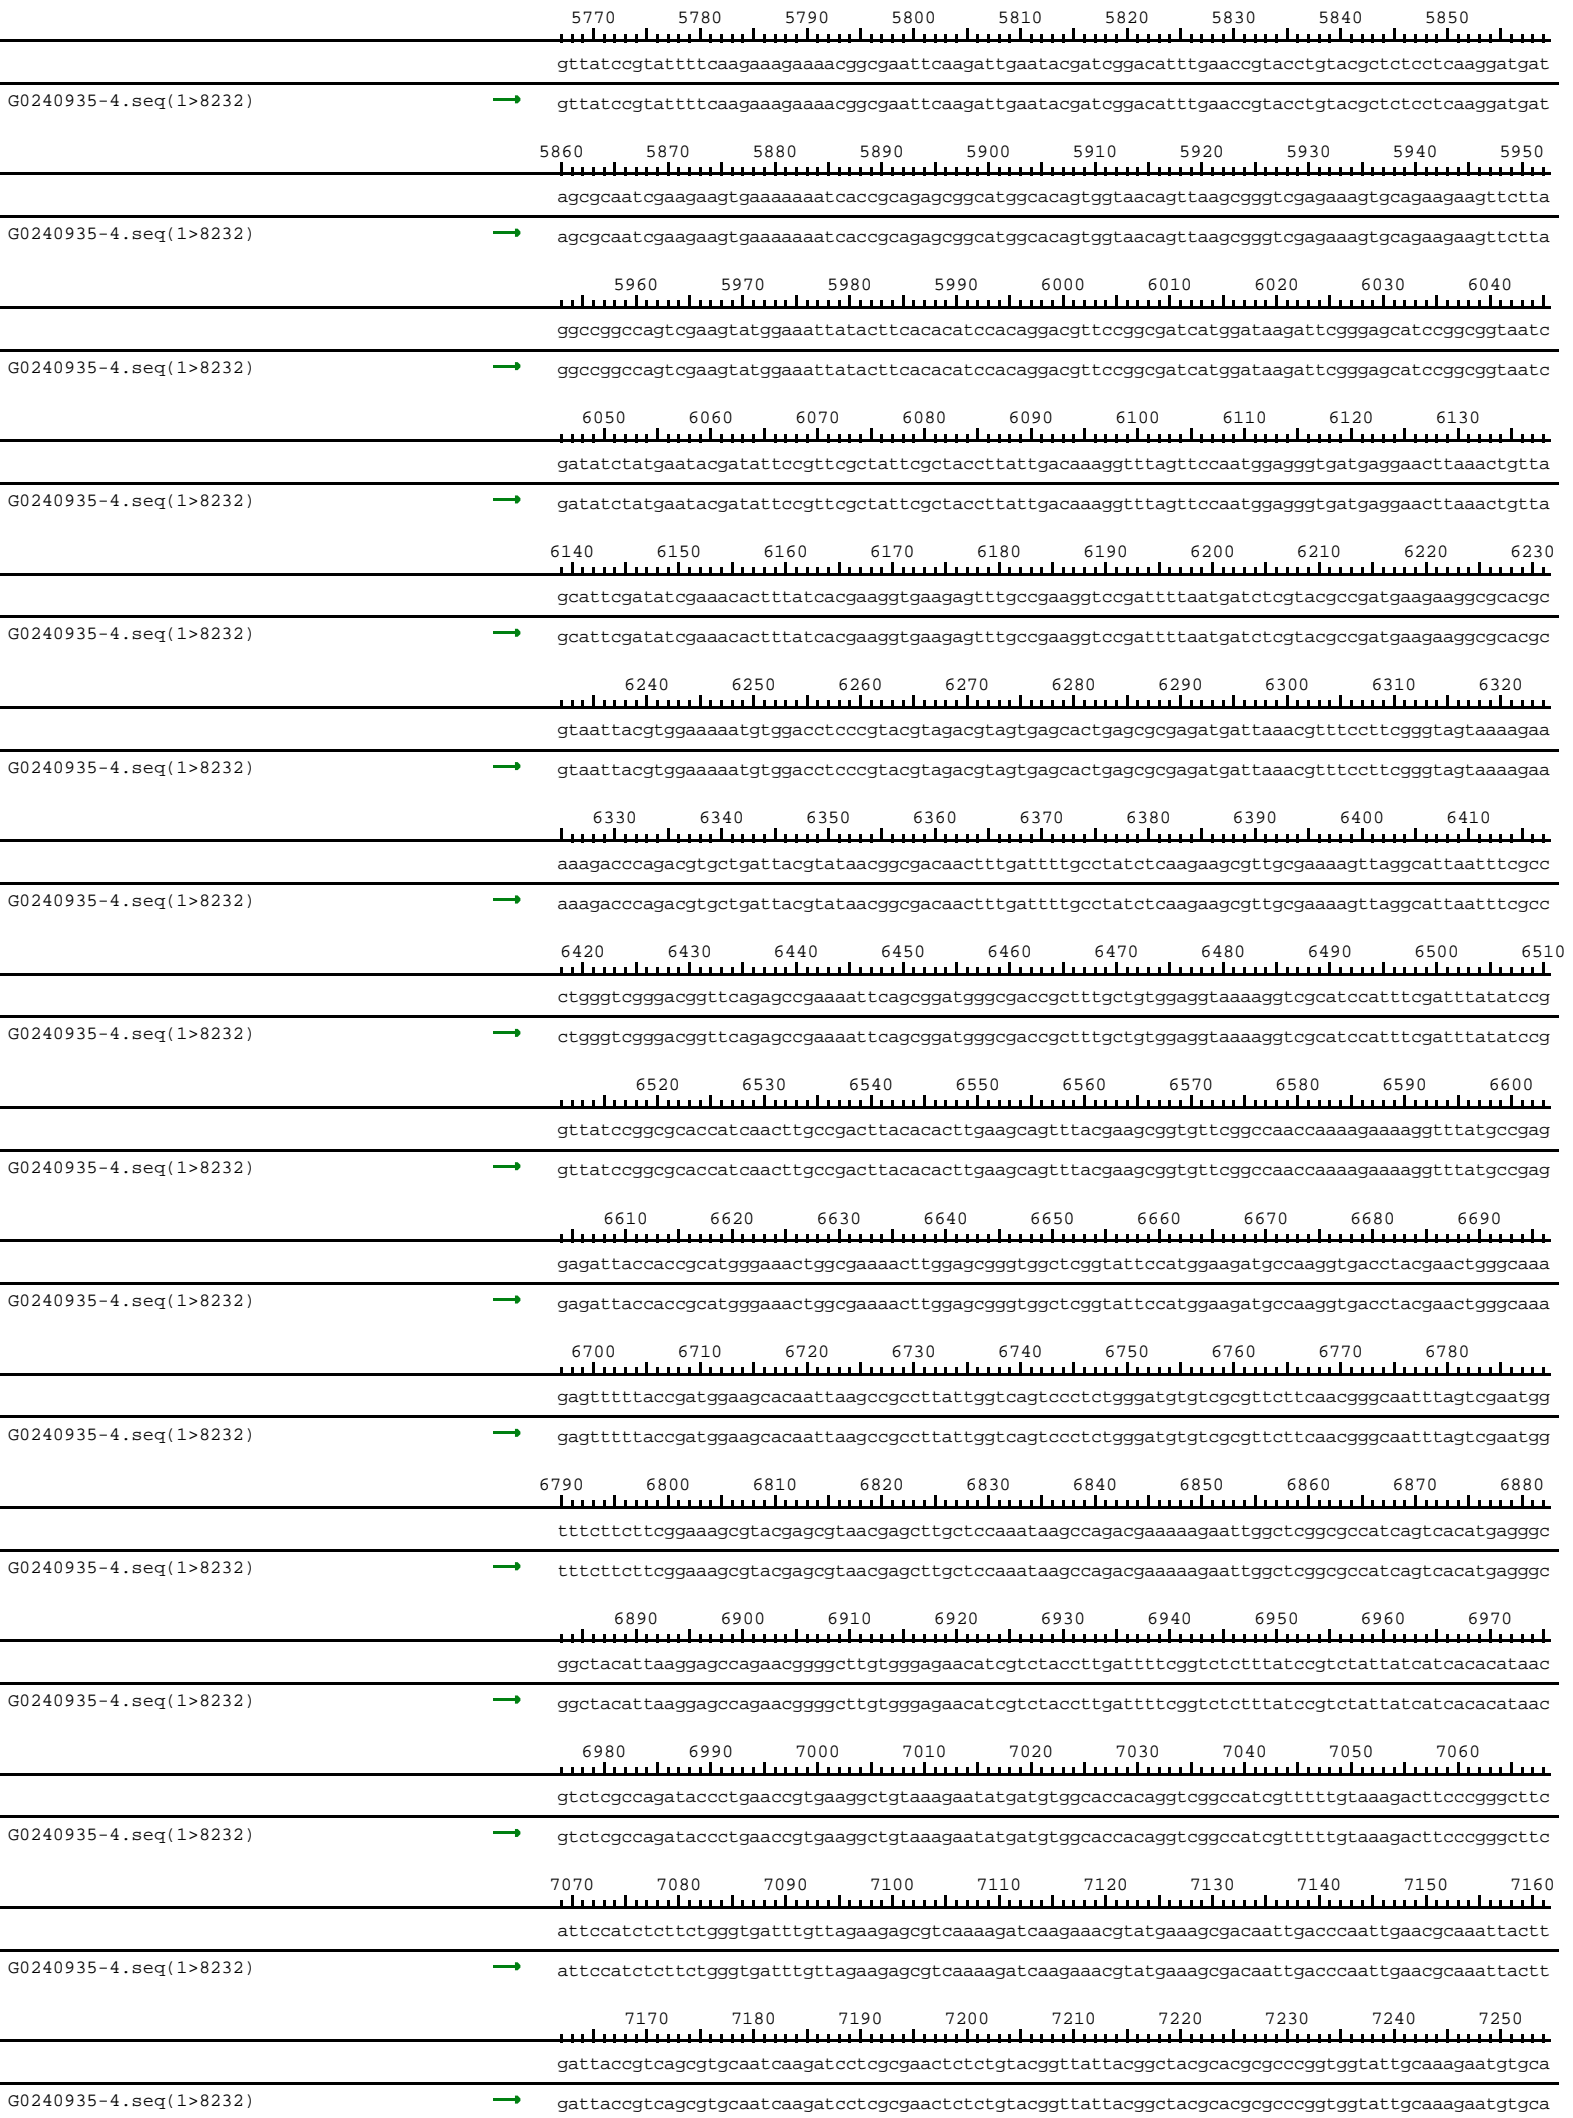 5770 5780 5790 5800 5810 5820 5830 5840 5850
gttatccgtattttcaagaaagaaaacggcgaattcaagattgaatacgatcggacatttgaaccgtacctgtacgctctcctcaaggatgat
G0240935-4.seq(1>8232) gttatccgtattttcaagaaagaaaacggcgaattcaagattgaatacgatcggacatttgaaccgtacctgtacgctctcctcaaggatgat
5860 5870 5880 5890 5900 5910 5920 5930 5940 5950
agcgcaatcgaagaagtgaaaaaaatcaccgcagagcggcatggcacagtggtaacagttaagcgggtcgagaaagtgcagaagaagttctta
G0240935-4.seq(1>8232) agcgcaatcgaagaagtgaaaaaaatcaccgcagagcggcatggcacagtggtaacagttaagcgggtcgagaaagtgcagaagaagttctta
5960 5970 5980 5990 6000 6010 6020 6030 6040
ggccggccagtcgaagtatggaaattatacttcacacatccacaggacgttccggcgatcatggataagattcgggagcatccggcggtaatc
G0240935-4.seq(1>8232) ggccggccagtcgaagtatggaaattatacttcacacatccacaggacgttccggcgatcatggataagattcgggagcatccggcggtaatc
6050 6060 6070 6080 6090 6100 6110 6120 6130
gatatctatgaatacgatattccgttcgctattcgctaccttattgacaaaggtttagttccaatggagggtgatgaggaacttaaactgtta
G0240935-4.seq(1>8232) gatatctatgaatacgatattccgttcgctattcgctaccttattgacaaaggtttagttccaatggagggtgatgaggaacttaaactgtta
6140 6150 6160 6170 6180 6190 6200 6210 6220 6230
gcattcgatatcgaaacactttatcacgaaggtgaagagtttgccgaaggtccgattttaatgatctcgtacgccgatgaagaaggcgcacgc
G0240935-4.seq(1>8232) gcattcgatatcgaaacactttatcacgaaggtgaagagtttgccgaaggtccgattttaatgatctcgtacgccgatgaagaaggcgcacgc
6240 6250 6260 6270 6280 6290 6300 6310 6320
gtaattacgtggaaaaatgtggacctcccgtacgtagacgtagtgagcactgagcgcgagatgattaaacgtttccttcgggtagtaaaagaa
G0240935-4.seq(1>8232) gtaattacgtggaaaaatgtggacctcccgtacgtagacgtagtgagcactgagcgcgagatgattaaacgtttccttcgggtagtaaaagaa
6330 6340 6350 6360 6370 6380 6390 6400 6410
aaagacccagacgtgctgattacgtataacggcgacaactttgattttgcctatctcaagaagcgttgcgaaaagttaggcattaatttcgcc
G0240935-4.seq(1>8232) aaagacccagacgtgctgattacgtataacggcgacaactttgattttgcctatctcaagaagcgttgcgaaaagttaggcattaatttcgcc
6420 6430 6440 6450 6460 6470 6480 6490 6500 6510
ctgggtcgggacggttcagagccgaaaattcagcggatgggcgaccgctttgctgtggaggtaaaaggtcgcatccatttcgatttatatccg
G0240935-4.seq(1>8232) ctgggtcgggacggttcagagccgaaaattcagcggatgggcgaccgctttgctgtggaggtaaaaggtcgcatccatttcgatttatatccg
6520 6530 6540 6550 6560 6570 6580 6590 6600
gttatccggcgcaccatcaacttgccgacttacacacttgaagcagtttacgaagcggtgttcggccaaccaaaagaaaaggtttatgccgag
G0240935-4.seq(1>8232) gttatccggcgcaccatcaacttgccgacttacacacttgaagcagtttacgaagcggtgttcggccaaccaaaagaaaaggtttatgccgag
6610 6620 6630 6640 6650 6660 6670 6680 6690
gagattaccaccgcatgggaaactggcgaaaacttggagcgggtggctcggtattccatggaagatgccaaggtgacctacgaactgggcaaa
G0240935-4.seq(1>8232) gagattaccaccgcatgggaaactggcgaaaacttggagcgggtggctcggtattccatggaagatgccaaggtgacctacgaactgggcaaa
6700 6710 6720 6730 6740 6750 6760 6770 6780
gagtttttaccgatggaagcacaattaagccgccttattggtcagtccctctgggatgtgtcgcgttcttcaacgggcaatttagtcgaatgg
G0240935-4.seq(1>8232) gagtttttaccgatggaagcacaattaagccgccttattggtcagtccctctgggatgtgtcgcgttcttcaacgggcaatttagtcgaatgg
6790 6800 6810 6820 6830 6840 6850 6860 6870 6880
tttcttcttcggaaagcgtacgagcgtaacgagcttgctccaaataagccagacgaaaaagaattggctcggcgccatcagtcacatgagggc
G0240935-4.seq(1>8232) tttcttcttcggaaagcgtacgagcgtaacgagcttgctccaaataagccagacgaaaaagaattggctcggcgccatcagtcacatgagggc
6890 6900 6910 6920 6930 6940 6950 6960 6970
ggctacattaaggagccagaacggggcttgtgggagaacatcgtctaccttgattttcggtctctttatccgtctattatcatcacacataac
G0240935-4.seq(1>8232) ggctacattaaggagccagaacggggcttgtgggagaacatcgtctaccttgattttcggtctctttatccgtctattatcatcacacataac
6980 6990 7000 7010 7020 7030 7040 7050 7060
gtctcgccagataccctgaaccgtgaaggctgtaaagaatatgatgtggcaccacaggtcggccatcgtttttgtaaagacttcccgggcttc
G0240935-4.seq(1>8232) gtctcgccagataccctgaaccgtgaaggctgtaaagaatatgatgtggcaccacaggtcggccatcgtttttgtaaagacttcccgggcttc
7070 7080 7090 7100 7110 7120 7130 7140 7150 7160
attccatctcttctgggtgatttgttagaagagcgtcaaaagatcaagaaacgtatgaaagcgacaattgacccaattgaacgcaaattactt
G0240935-4.seq(1>8232) attccatctcttctgggtgatttgttagaagagcgtcaaaagatcaagaaacgtatgaaagcgacaattgacccaattgaacgcaaattactt
7170 7180 7190 7200 7210 7220 7230 7240 7250
gattaccgtcagcgtgcaatcaagatcctcgcgaactctctgtacggttattacggctacgcacgcgcccggtggtattgcaaagaatgtgca
G0240935-4.seq(1>8232) gattaccgtcagcgtgcaatcaagatcctcgcgaactctctgtacggttattacggctacgcacgcgcccggtggtattgcaaagaatgtgca